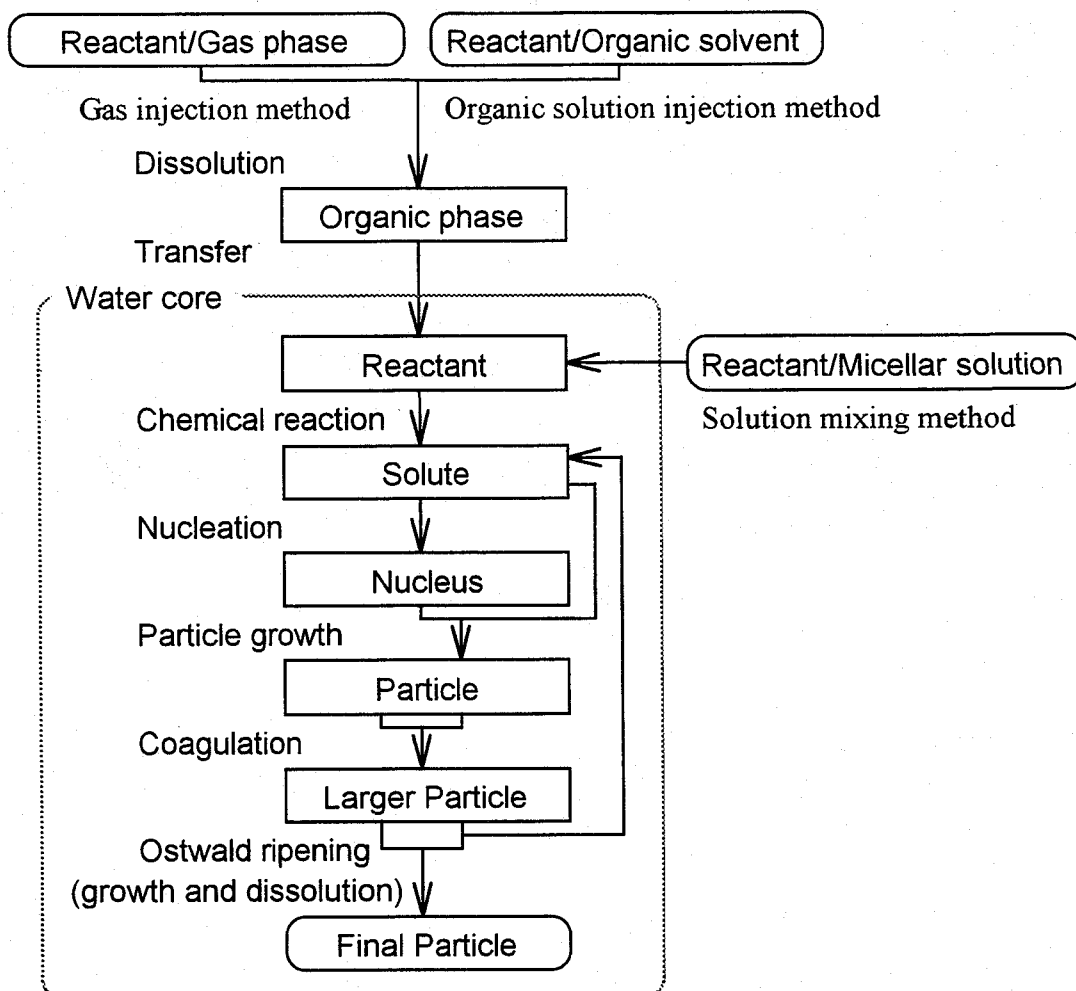 Reactant/Gas phase
Reactant/Organic solvent
Gas injection method
Organic solution injection method
Dissolution
Organic phase
Transfer
Water core
Reactant
Reactant/Micellar solution
Chemical reaction
Solution mixing method
Solute
Nucleation
Nucleus
Particle growth
Particle
Coagulation
Larger Particle
Ostwald ripening
(growth and dissolution)
Final Particle